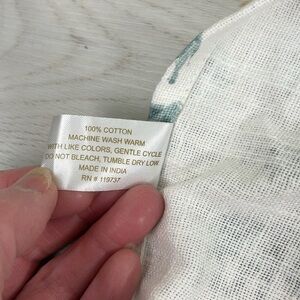 100% COTTON
MACHINE WASH WARM
WITH LIKE COLORS, GENTLE CYCLE
DO NOT BLEACH, TUMBLE DRY LOW
MADE IN INDIA
RN # 119737